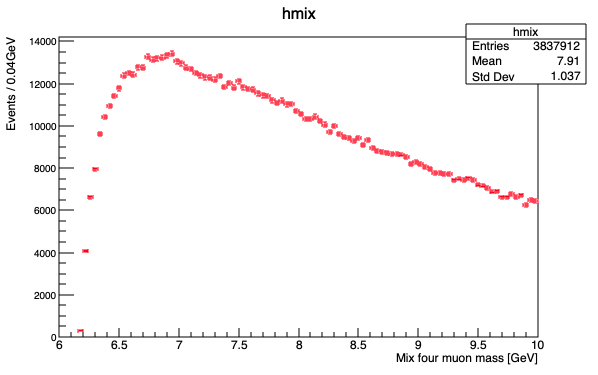 hmix
hmix
Entries 3837912
Mean 7.91
Std Dev 1.037
Events / 0.04GeV
14000
12000
10000
8000
6000
4000
2000
0
6 6.5 7 7.5 8 8.5 9 9.5 10
Mix four muon mass [GeV]